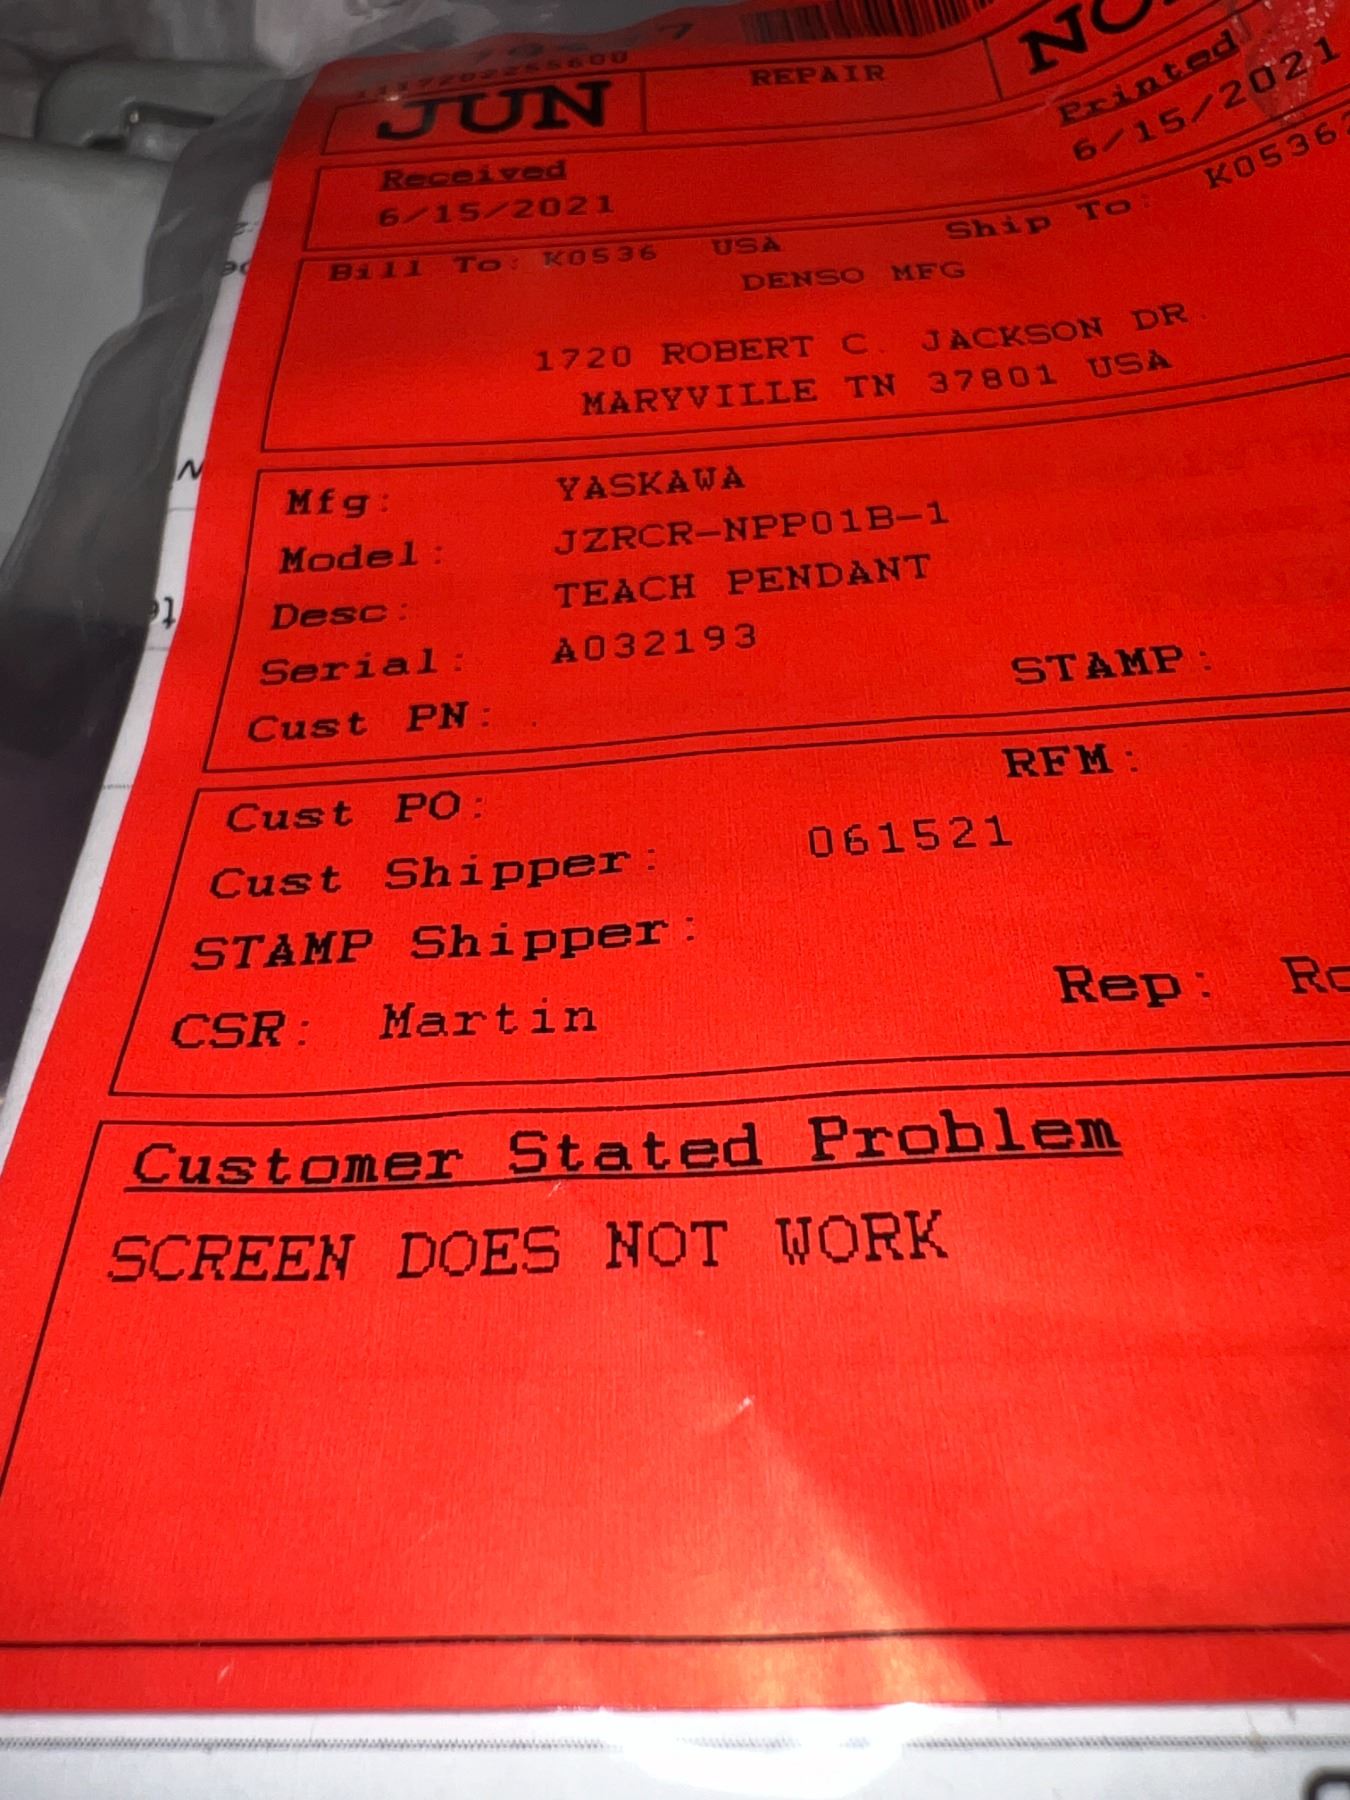 JUN
REPAIR
Printed
6/15/2021
Received
6/15/2021
Bill To: K0536 USA
Ship To:
DENSO MFG
1720 ROBERT C. JACKSON DR.
MARYVILLE TN 37801 USA
Mfg: YASKAWA
Model: JZRCR-NPP01B-1
Desc: TEACH PENDANT
Serial: A032193
Cust PN: .
STAMP:
Cust PO:
RFM:
Cust Shipper: 061521
STAMP Shipper:
CSR: Martin
Rep:
Customer Stated Problem
SCREEN DOES NOT WORK